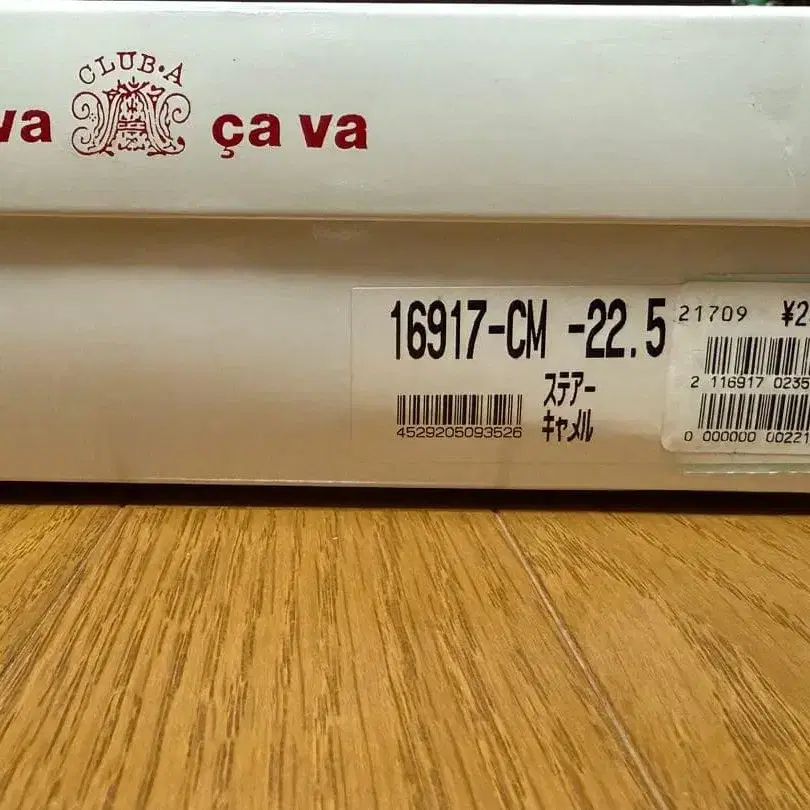 CLUB·A
va ça va
16917-CM -22.5
ステアー
キャメル
4529205093526
21709 ¥2
2 116917 0235
0 000000 00221